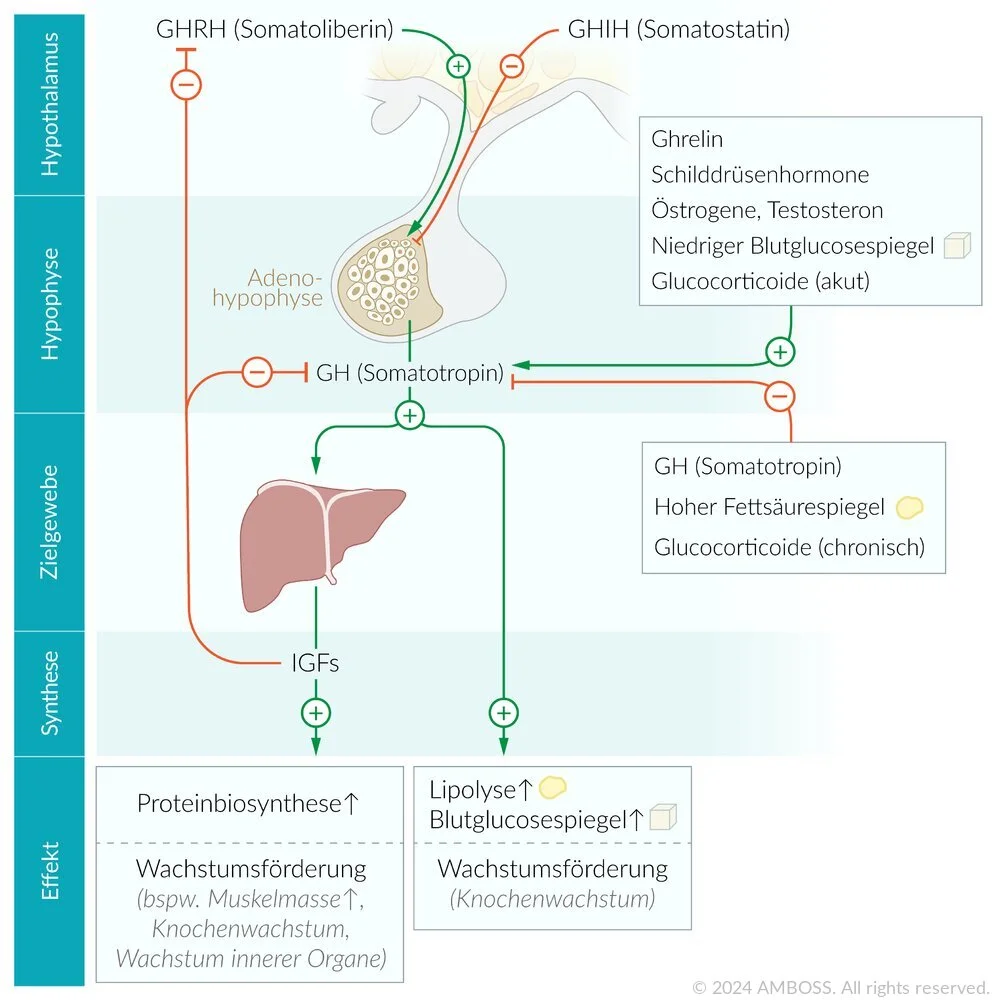 Hypothalamus
GHRH (Somatoliberin)
GHIH (Somatostatin)
+
−
−
Ghrelin
Schilddrüsenhormone
Östrogene, Testosteron
Niedriger Blutglucosespiegel
Glucocorticoide (akut)
Hypophyse
Adeno-
hypophyse
+
−
GH (Somatotropin)
−
+
Zielgewebe
GH (Somatotropin)
Hoher Fettsäurespiegel
Glucocorticoide (chronisch)
Synthese
IGFs
+
+
Effekt
Proteinbiosynthese↑
Wachstumsförderung
(bspw. Muskelmasse↑,
Knochenwachstum,
Wachstum innerer Organe)
Lipolyse↑
Blutglucosespiegel↑
Wachstumsförderung
(Knochenwachstum)
© 2024 AMBOSS. All rights reserved.